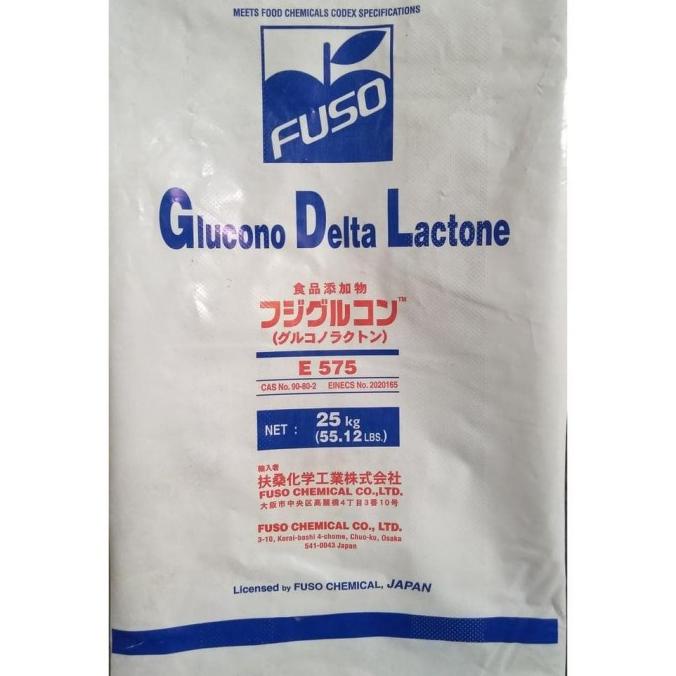 MEETS FOOD CHEMICALS CODEX SPECIFICATIONS
FUSO
Glucono Delta Lactone
食品添加物
フジグルコン™
(グルコノラクトン)
E 575
CAS No. 90-80-2 EINECS No. 2020165
NET : 25 kg
(55.12 LBS.)
輸入者
扶桑化学工業株式会社
FUSO CHEMICAL CO.,LTD.
大阪市中央区高麗橋4丁目3番10号
FUSO CHEMICAL CO., LTD.
3-10, Korai-bashi 4-chome, Chuo-ku, Osaka
541-0043 Japan
Licensed by FUSO CHEMICAL, JAPAN